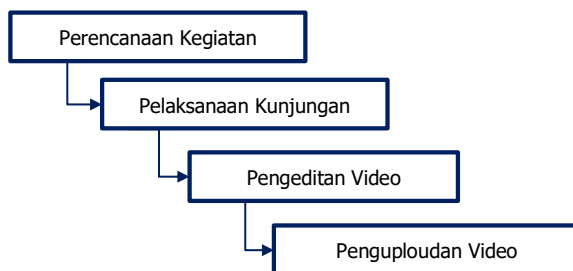 Perencanaan Kegiatan
Pelaksanaan Kunjungan
Pengeditan Video
Penguploudan Video